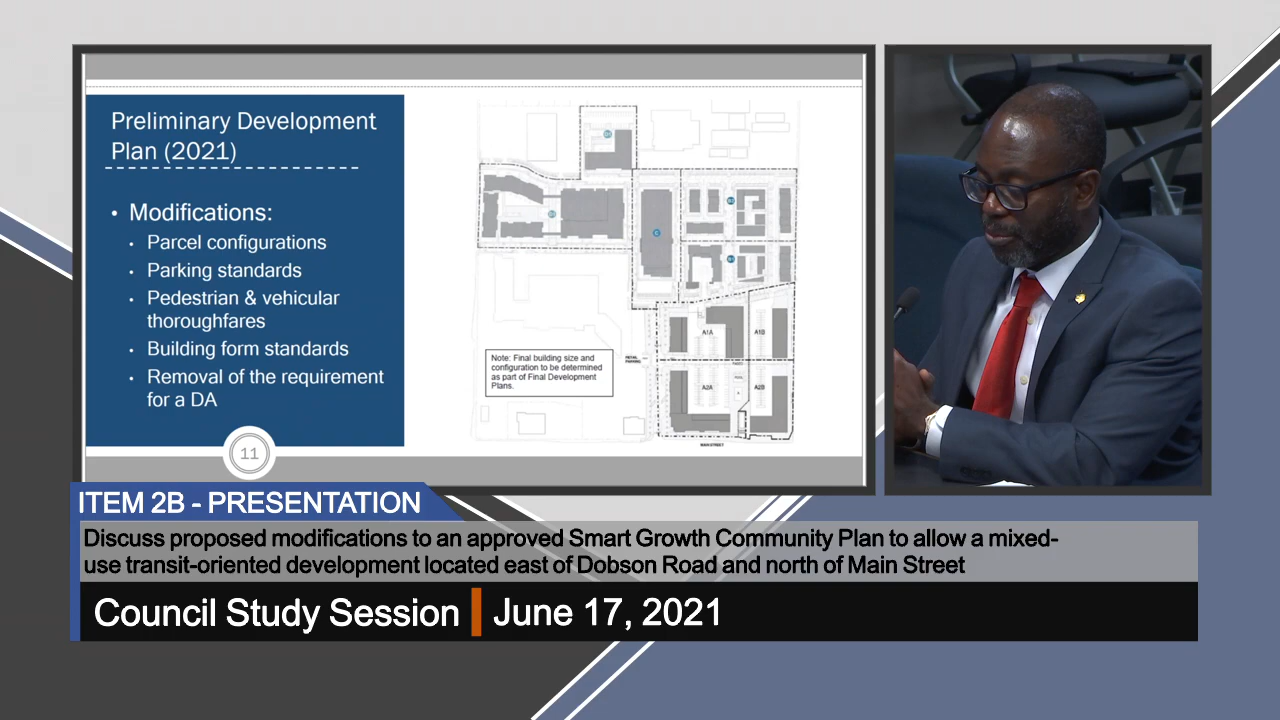 Preliminary Development
Plan (2021)
• Modifications:
• Parcel configurations
• Parking standards
• Pedestrian & vehicular
thoroughfares
• Building form standards
• Removal of the requirement
for a DA
11
C
A1A
A1B
A2A
A2B
Note: Final building size and
configuration to be determined
as part of Final Development
Plans.
MAIN STREET
ITEM 2B - PRESENTATION
Discuss proposed modifications to an approved Smart Growth Community Plan to allow a mixed-
use transit-oriented development located east of Dobson Road and north of Main Street
Council Study Session
June 17, 2021